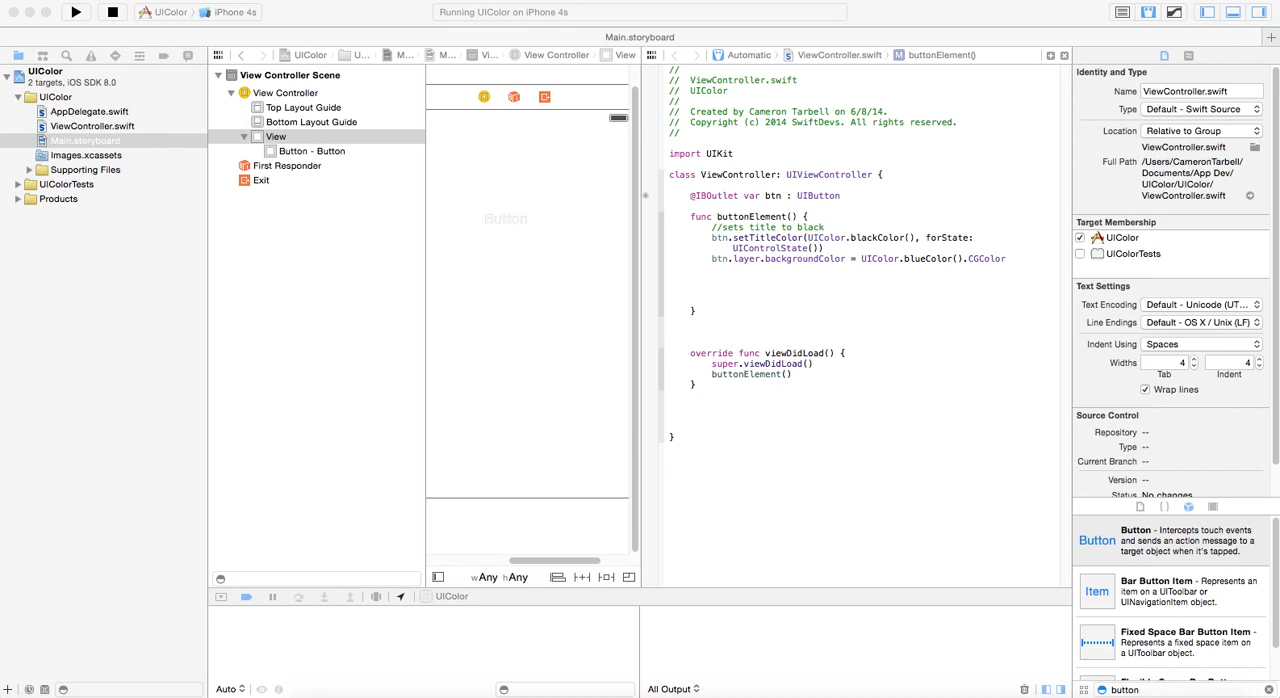 UIColor
iPhone 4s
Running UIColor on iPhone 4s
Main.storyboard
UIColor
2 targets, iOS SDK 8.0
UIColor
AppDelegate.swift
ViewController.swift
Main.storyboard
Images.xcassets
Supporting Files
UIColorTests
Products
UIColor
U...
M...
M...
Vi...
View Controller
View
View Controller Scene
View Controller
Top Layout Guide
Bottom Layout Guide
View
Button - Button
First Responder
Exit
Button
wAny hAny
Automatic
ViewController.swift
buttonElement()
//
// ViewController.swift
// UIColor
//
// Created by Cameron Tarbell on 6/8/14.
// Copyright (c) 2014 SwiftDevs. All rights reserved.
//
import UIKit
class ViewController: UIViewController {
@IBOutlet var btn : UIButton
func buttonElement() {
//sets title to black
btn.setTitleColor(UIColor.blackColor(), forState:
UIControlState())
btn.layer.backgroundColor = UIColor.blueColor().CGColor
}
override func viewDidLoad() {
super.viewDidLoad()
buttonElement()
}
}
UIColor
Auto
All Output
Identity and Type
Name ViewController.swift
Type Default - Swift Source
Location Relative to Group
ViewController.swift
Full Path /Users/CameronTarbell/
Documents/App Dev/
UIColor/UIColor/
ViewController.swift
Target Membership
UIColor
UIColorTests
Text Settings
Text Encoding Default - Unicode (UT...
Line Endings Default - OS X / Unix (LF)
Indent Using Spaces
Widths 4 4
Tab Indent
Wrap lines
Source Control
Repository --
Type --
Current Branch --
Version --
Status No changes
Button
Button - Intercepts touch events
and sends an action message to a
target object when it's tapped.
Item
Bar Button Item - Represents an
item on a UIToolbar or
UINavigationItem object.
Fixed Space Bar Button Item -
Represents a fixed space item on
a UIToolbar object.
button